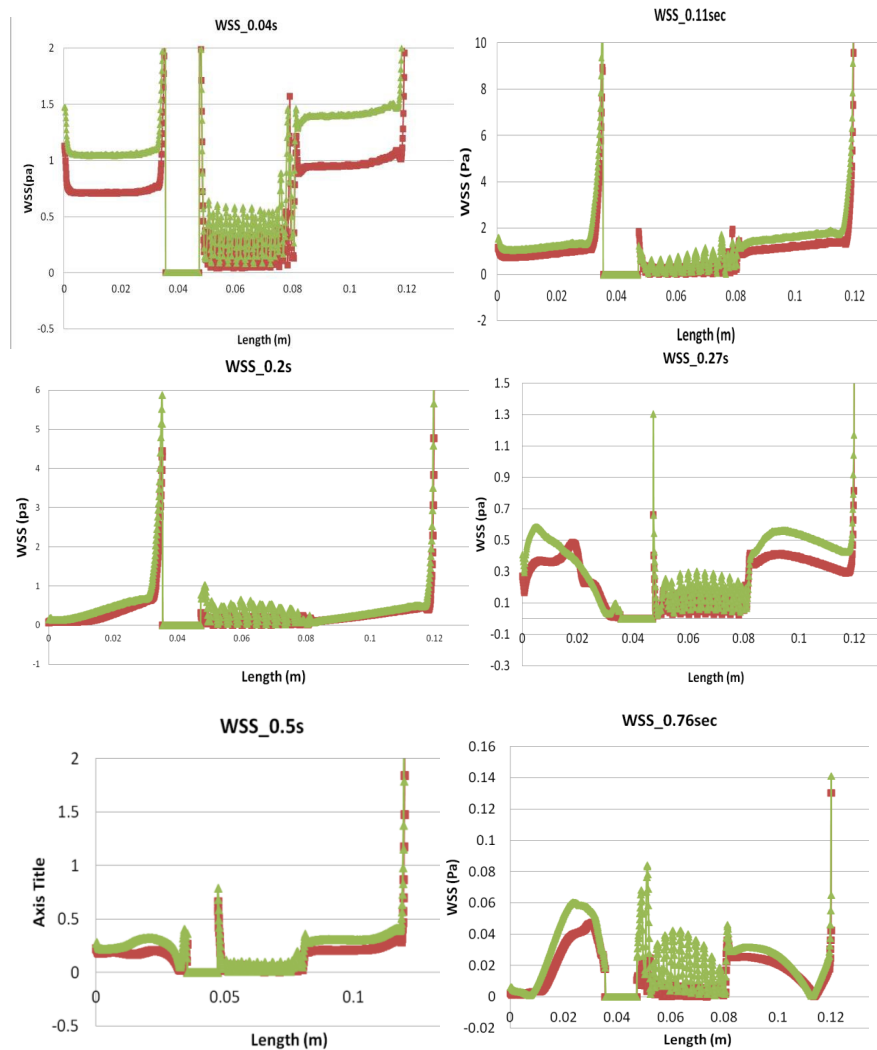 WSS_0.04s
2
1.5
1
0.5
0
-0.5
0 0.02 0.04 0.06 0.08 0.1 0.12
WSS(pa)
Length (m)
WSS_0.11sec
10
8
6
4
2
0
-2
0 0.02 0.04 0.06 0.08 0.1 0.12
WSS (Pa)
Length (m)
WSS_0.2s
6
5
4
3
2
1
0
-1
0 0.02 0.04 0.06 0.08 0.1 0.12
WSS (pa)
Length (m)
WSS_0.27s
1.5
1.3
1.1
0.9
0.7
0.5
0.3
0.1
-0.1
-0.3
0 0.02 0.04 0.06 0.08 0.1 0.12
WSS (pa)
Length (m)
WSS_0.5s
2
1.5
1
0.5
0
-0.5
0 0.05 0.1
Axis Title
Length (m)
WSS_0.76sec
0.16
0.14
0.12
0.1
0.08
0.06
0.04
0.02
0
-0.02
0 0.02 0.04 0.06 0.08 0.1 0.12
WSS (Pa)
Length (m)